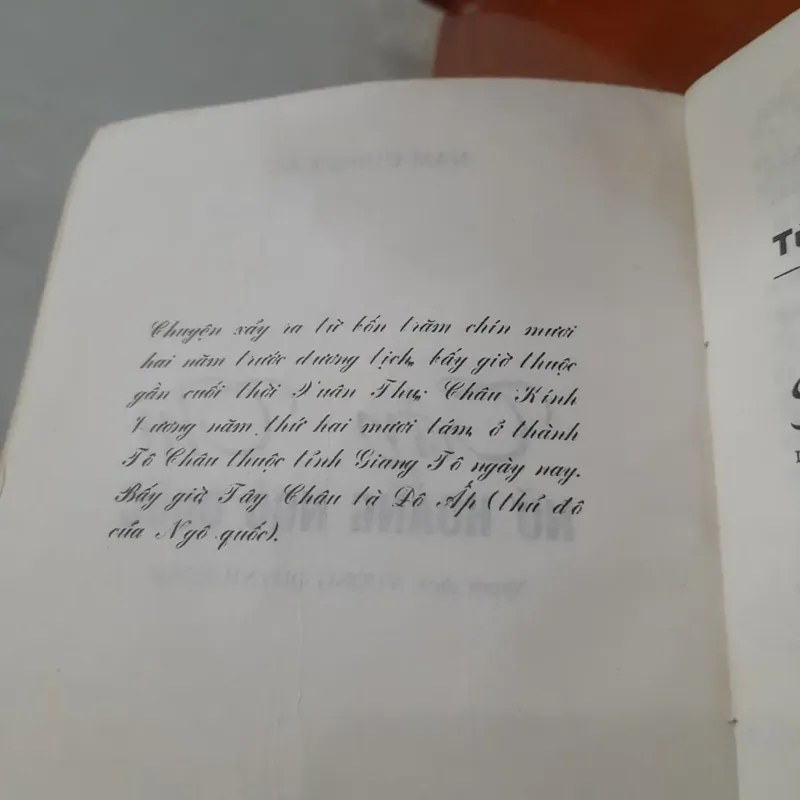 Chuyện xảy ra từ bốn trăm chín mươi
hai năm trước dương lịch, bấy giờ thuộc
gần cuối thời Xuân Thu, Châu Kính
Vương năm thứ hai mươi tám, ở thành
Tô Châu thuộc tỉnh Giang Tô ngày nay.
Bấy giờ, Tây Châu là Đô Ấp (thủ đô
của Ngô quốc).